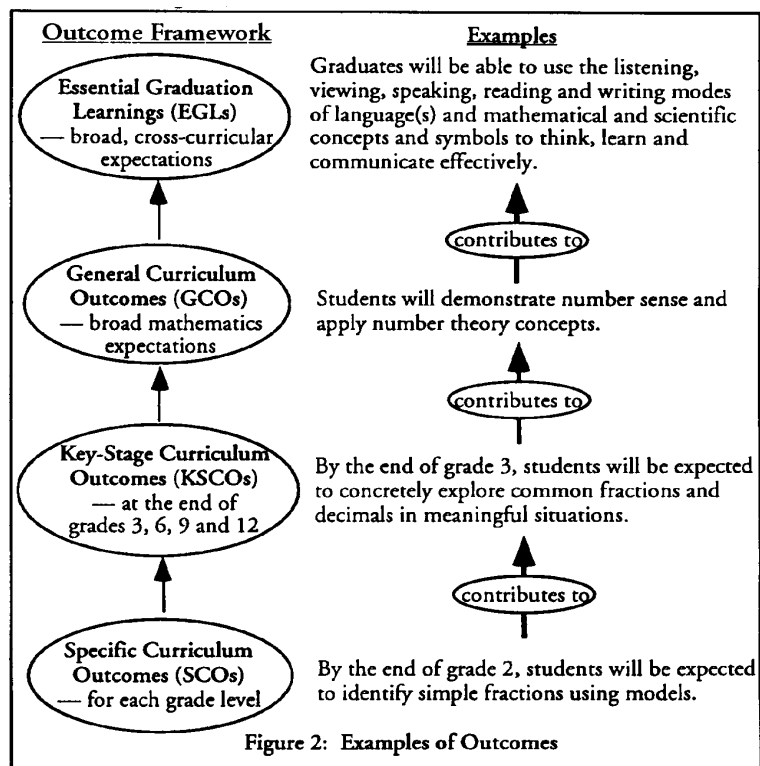 Outcome Framework
Essential Graduation
Learnings (EGLs)
— broad, cross-curricular
expectations
General Curriculum
Outcomes (GCOs)
— broad mathematics
expectations
Key-Stage Curriculum
Outcomes (KSCOs)
— at the end of
grades 3, 6, 9 and 12
Specific Curriculum
Outcomes (SCOs)
— for each grade level
Examples
Graduates will be able to use the listening,
viewing, speaking, reading and writing modes
of language(s) and mathematical and scientific
concepts and symbols to think, learn and
communicate effectively.
contributes to
Students will demonstrate number sense and
apply number theory concepts.
contributes to
By the end of grade 3, students will be expected
to concretely explore common fractions and
decimals in meaningful situations.
contributes to
By the end of grade 2, students will be expected
to identify simple fractions using models.
Figure 2: Examples of Outcomes